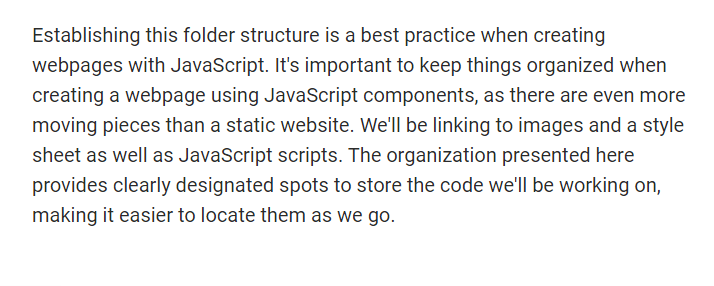 Establishing this folder structure is a best practice when creating
webpages with JavaScript. It's important to keep things organized when
creating a webpage using JavaScript components, as there are even more
moving pieces than a static website. We'll be linking to images and a style
sheet as well as JavaScript scripts. The organization presented here
provides clearly designated spots to store the code we'll be working on,
making it easier to locate them as we go.